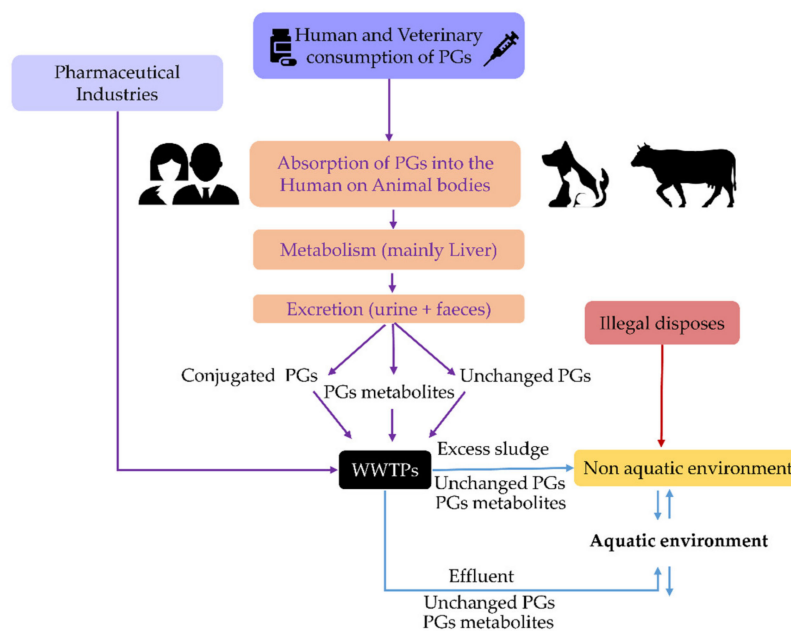 Human and Veterinary
consumption of PGs
Pharmaceutical
Industries
Absorption of PGs into the
Human on Animal bodies
Metabolism (mainly Liver)
Excretion (urine + faeces)
Illegal disposes
Conjugated PGs
PGs metabolites
Unchanged PGs
WWTPs
Excess sludge
Unchanged PGs
PGs metabolites
Non aquatic environment
Aquatic environment
Effluent
Unchanged PGs
PGs metabolites